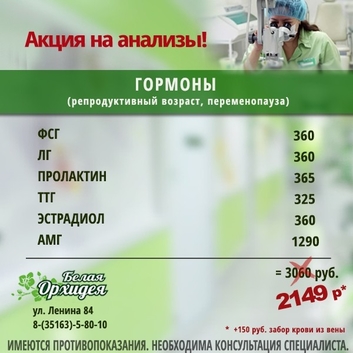 Акция на анализы!
ГОРМОНЫ
(репродуктивный возраст, переменопауза)
ФСГ 360
ЛГ 360
ПРОЛАКТИН 365
ТТГ 325
ЭСТРАДИОЛ 360
АМГ 1290
= 3060 руб.
2149 р*
Белая
Орхидея
ул. Ленина 84
8-(35163)-5-80-10
* +150 руб. забор крови из вены
ИМЕЮТСЯ ПРОТИВОПОКАЗАНИЯ. НЕОБХОДИМА КОНСУЛЬТАЦИЯ СПЕЦИАЛИСТА.